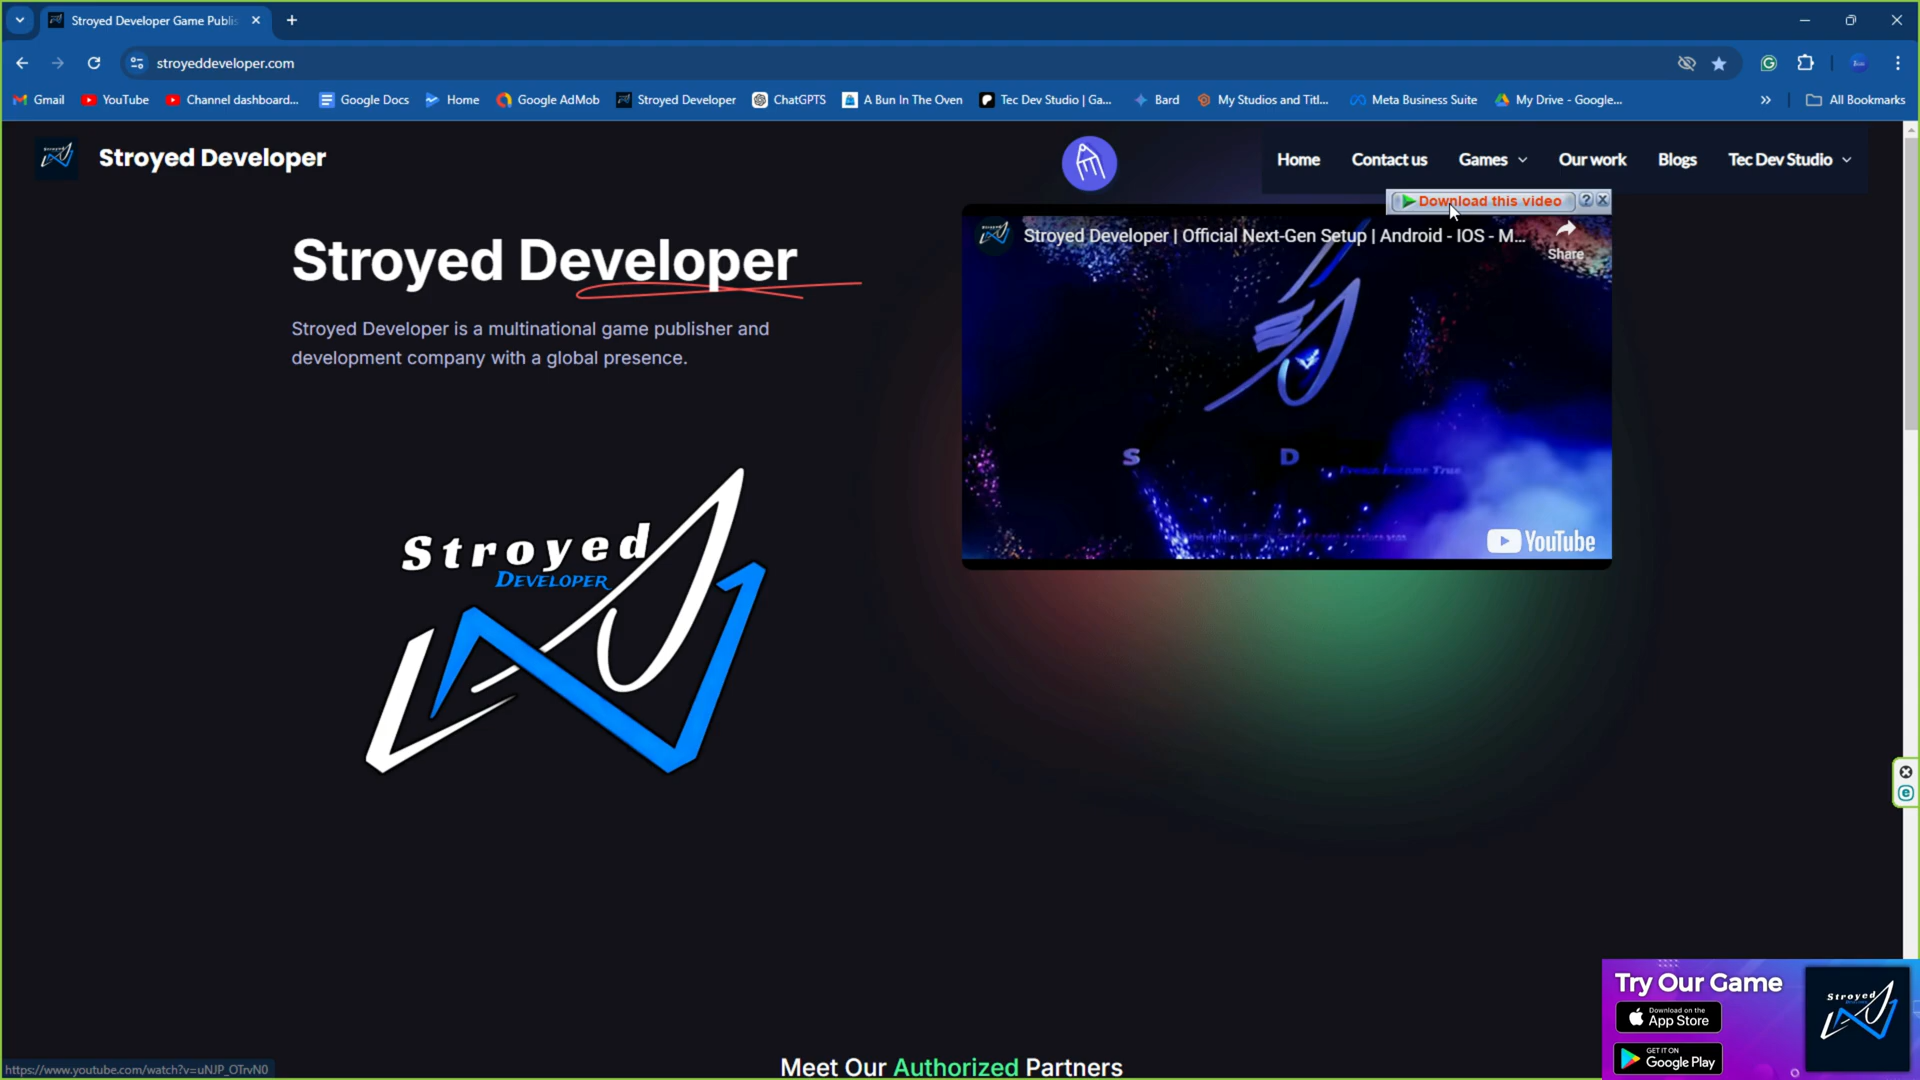 Stroyed Developer Game Publis
stroyeddeveloper.com
Gmail
YouTube
Channel dashboard...
Google Docs
Home
Google AdMob
Stroyed Developer
ChatGPTS
A Bun In The Oven
Tec Dev Studio | Ga...
Bard
My Studios and Titl...
Meta Business Suite
My Drive - Google...
All Bookmarks
Stroyed Developer
Home
Contact us
Games
Our work
Blogs
Tec Dev Studio
Download this video
Stroyed Developer | Official Next-Gen Setup | Android - IOS - M...
Share
Stroyed Developer
Stroyed Developer is a multinational game publisher and
development company with a global presence.
S D
YouTube
Stroyed
DEVELOPER
Try Our Game
Download on the
App Store
GET IT ON
Google Play
Stroyed
Meet Our Authorized Partners
https://www.youtube.com/watch?v=uNJP_OTrvN0